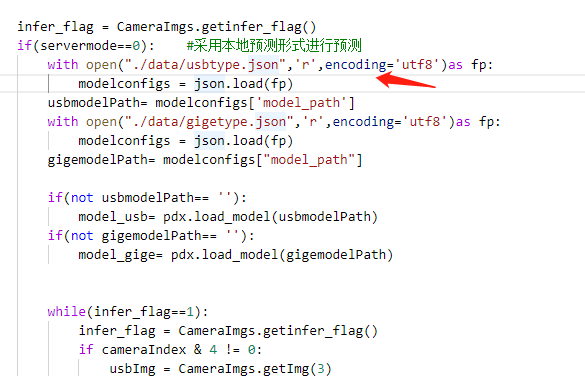 infer_flag = CameraImgs.getinfer_flag()
if(servermode==0):    #采用本地预测形式进行预测
    with open("./data/usbtype.json",'r',encoding='utf8')as fp:
        modelconfigs = json.load(fp)
    usbmodelPath= modelconfigs['model_path']
    with open("./data/gigetype.json",'r',encoding='utf8')as fp:
        modelconfigs = json.load(fp)
    gigemodelPath= modelconfigs["model_path"]
    if(not usbmodelPath== ''):
        model_usb= pdx.load_model(usbmodelPath)
    if(not gigemodelPath== ''):
        model_gige= pdx.load_model(gigemodelPath)
    while(infer_flag==1):
        infer_flag = CameraImgs.getinfer_flag()
        if cameraIndex & 4 != 0:
            usbImg = CameraImgs.getImg(3)